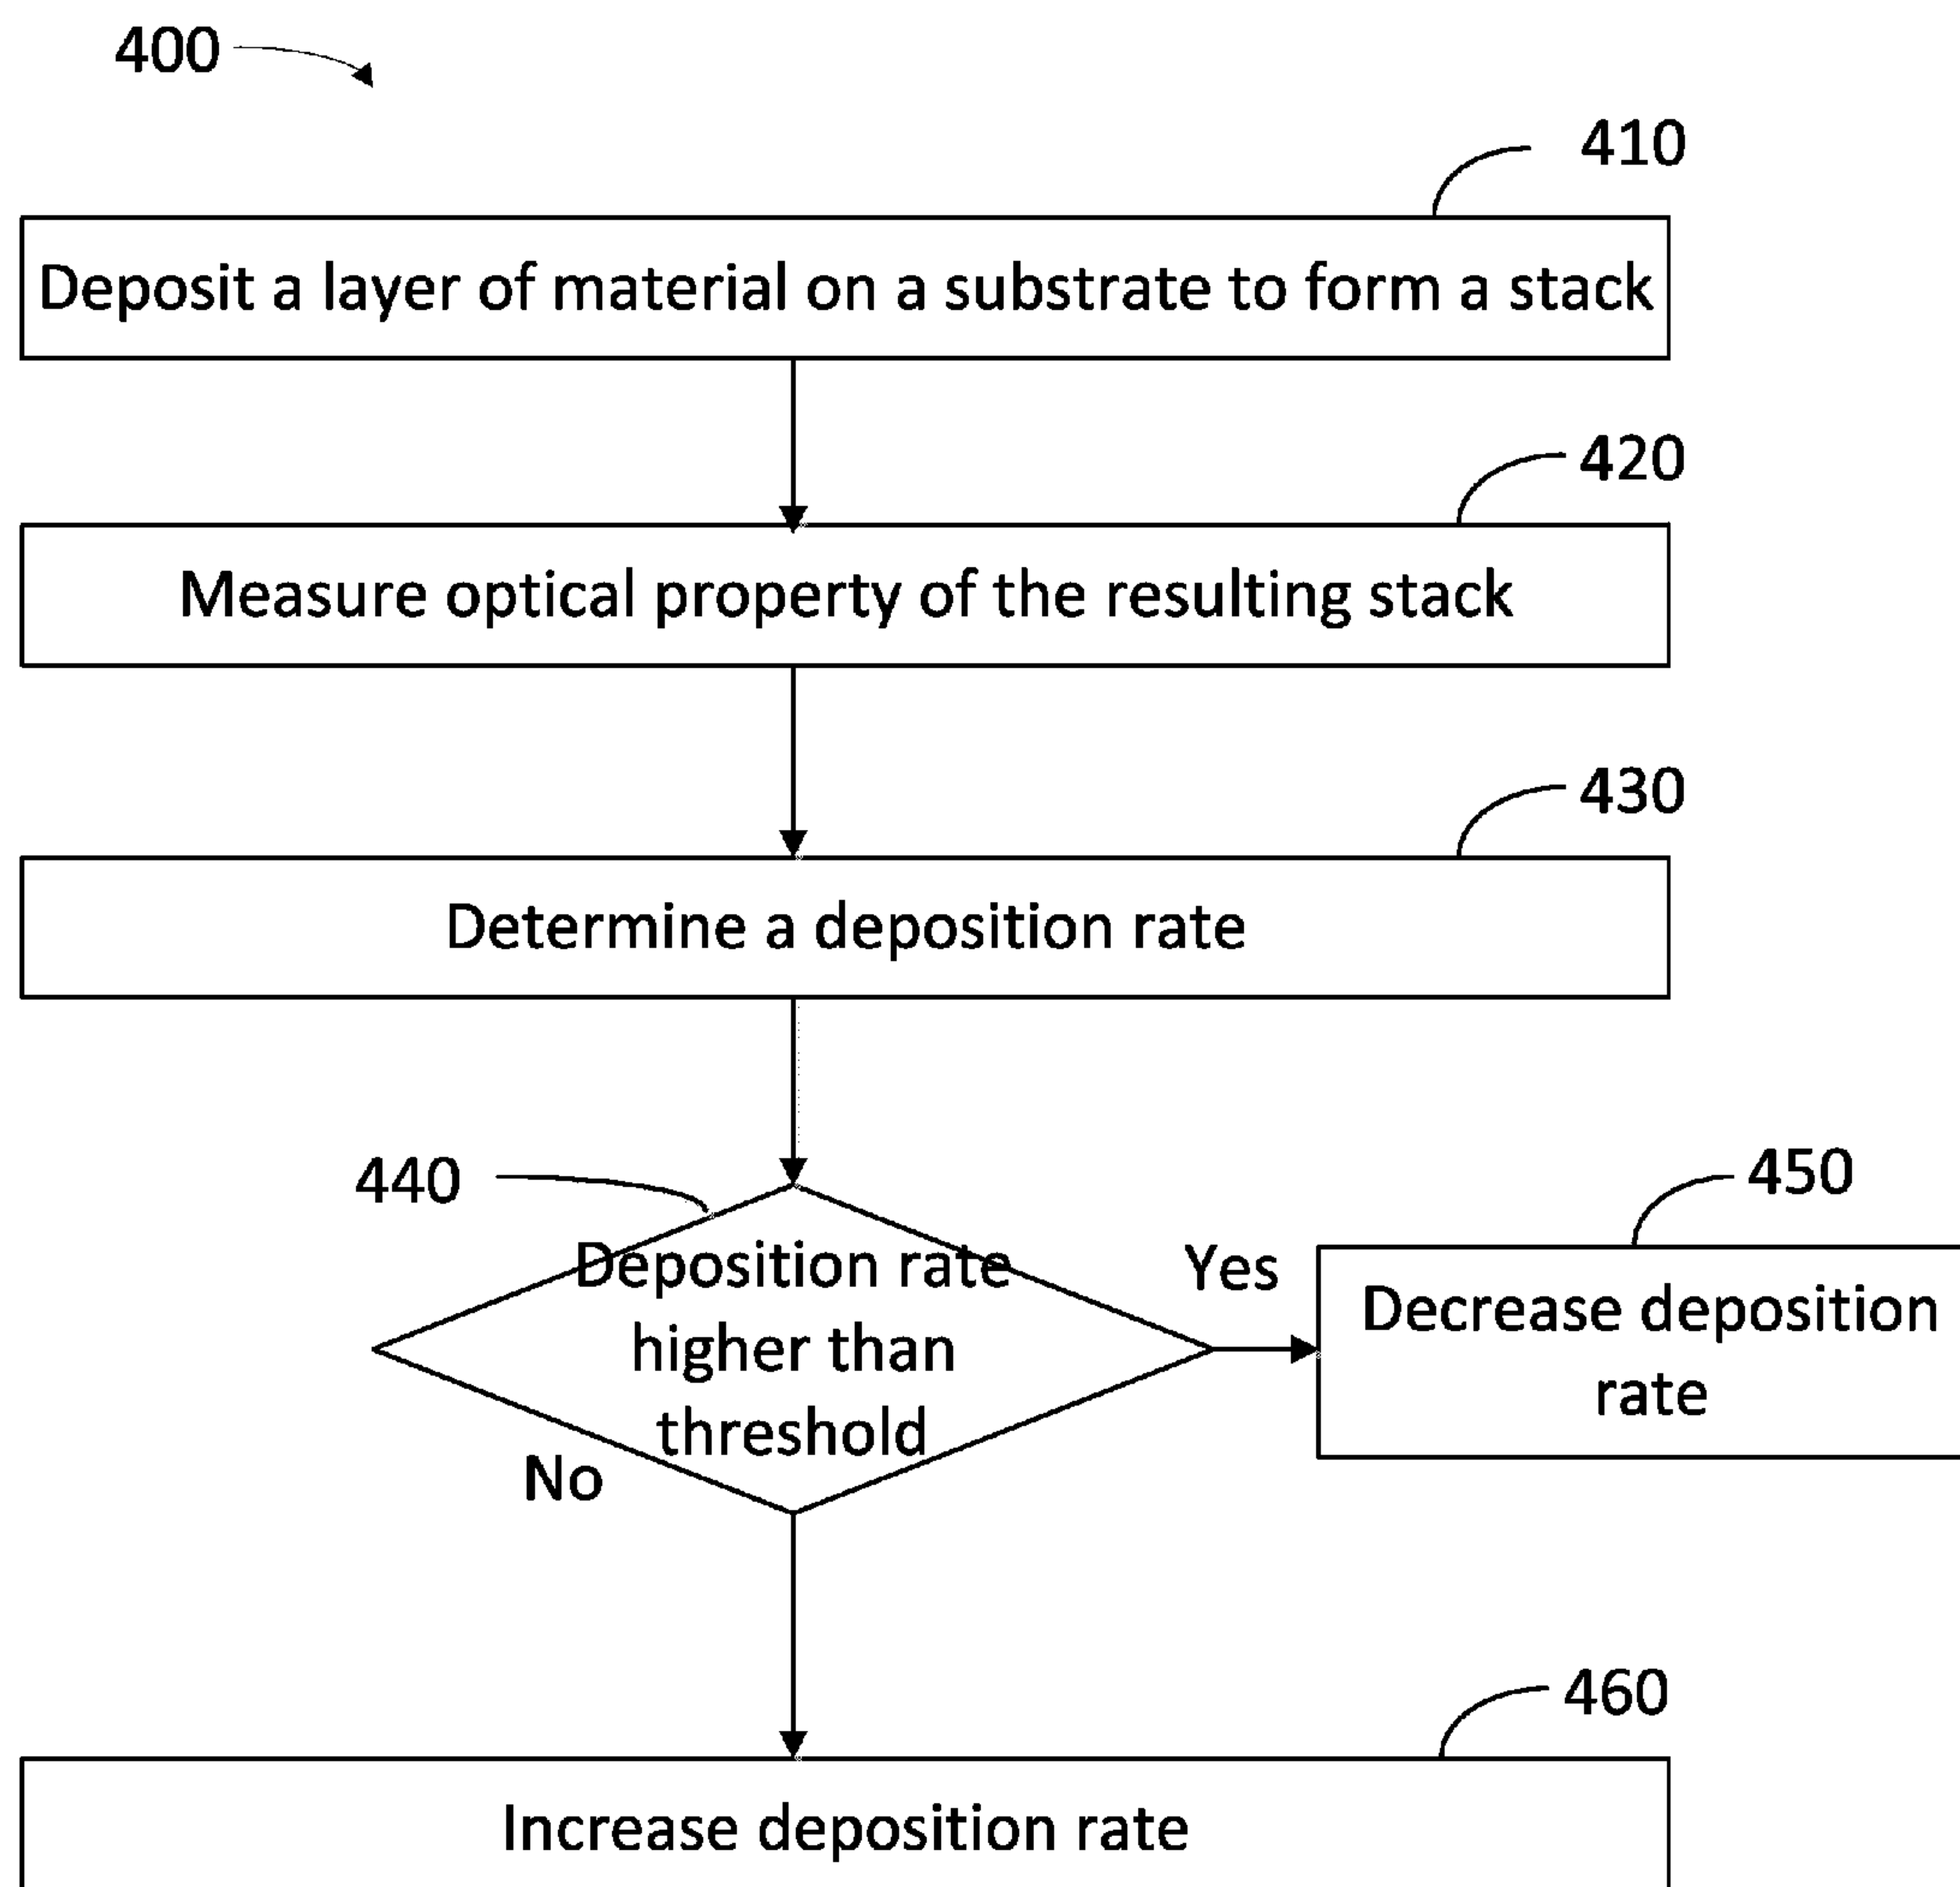 400
410
Deposit a layer of material on a substrate to form a stack
420
Measure optical property of the resulting stack
430
Determine a deposition rate
440
450
Deposition rate
higher than
threshold
Yes
Decrease deposition
rate
No
460
Increase deposition rate